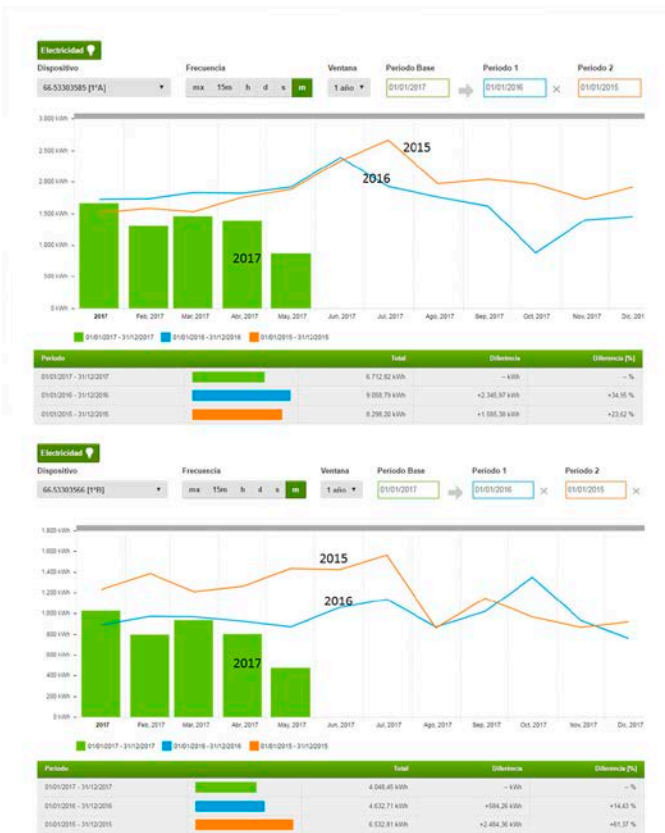 Electricidad
Dispositivo Frecuencia Ventana Periodo Base Periodo 1 Periodo 2
66-53303585 [1ºA] mx 15m h d s m 1 año 01/01/2017 01/01/2016 01/01/2015
3.000 kWh
2.500 kWh
2.000 kWh
1.500 kWh
1.000 kWh
500 kWh
0 kWh
2015
2016
2017
2017 Feb, 2017 Mar, 2017 Abr, 2017 May, 2017 Jun, 2017 Jul, 2017 Ago, 2017 Sep, 2017 Oct, 2017 Nov, 2017 Dic, 201
01/01/2017 - 31/12/2017 01/01/2016 - 31/12/2016 01/01/2015 - 31/12/2015
Periodo Total Diferencia Diferencia [%]
01/01/2017 - 31/12/2017 6.712,82 kWh -- kWh -- %
01/01/2016 - 31/12/2016 9.058,79 kWh +2.345,97 kWh +34,95 %
01/01/2015 - 31/12/2015 8.298,20 kWh +1.585,38 kWh +23,62 %
Electricidad
Dispositivo Frecuencia Ventana Periodo Base Periodo 1 Periodo 2
66-53303566 [1ºB] mx 15m h d s m 1 año 01/01/2017 01/01/2016 01/01/2015
1.800 kWh
1.600 kWh
1.400 kWh
1.200 kWh
1.000 kWh
800 kWh
600 kWh
400 kWh
200 kWh
0 kWh
2015
2016
2017
2017 Feb, 2017 Mar, 2017 Abr, 2017 May, 2017 Jun, 2017 Jul, 2017 Ago, 2017 Sep, 2017 Oct, 2017 Nov, 2017 Dic, 2017
01/01/2017 - 31/12/2017 01/01/2016 - 31/12/2016 01/01/2015 - 31/12/2015
Periodo Total Diferencia Diferencia [%]
01/01/2017 - 31/12/2017 4.048,45 kWh -- kWh -- %
01/01/2016 - 31/12/2016 4.632,71 kWh +584,26 kWh +14,43 %
01/01/2015 - 31/12/2015 6.532,81 kWh +2.484,36 kWh +61,37 %